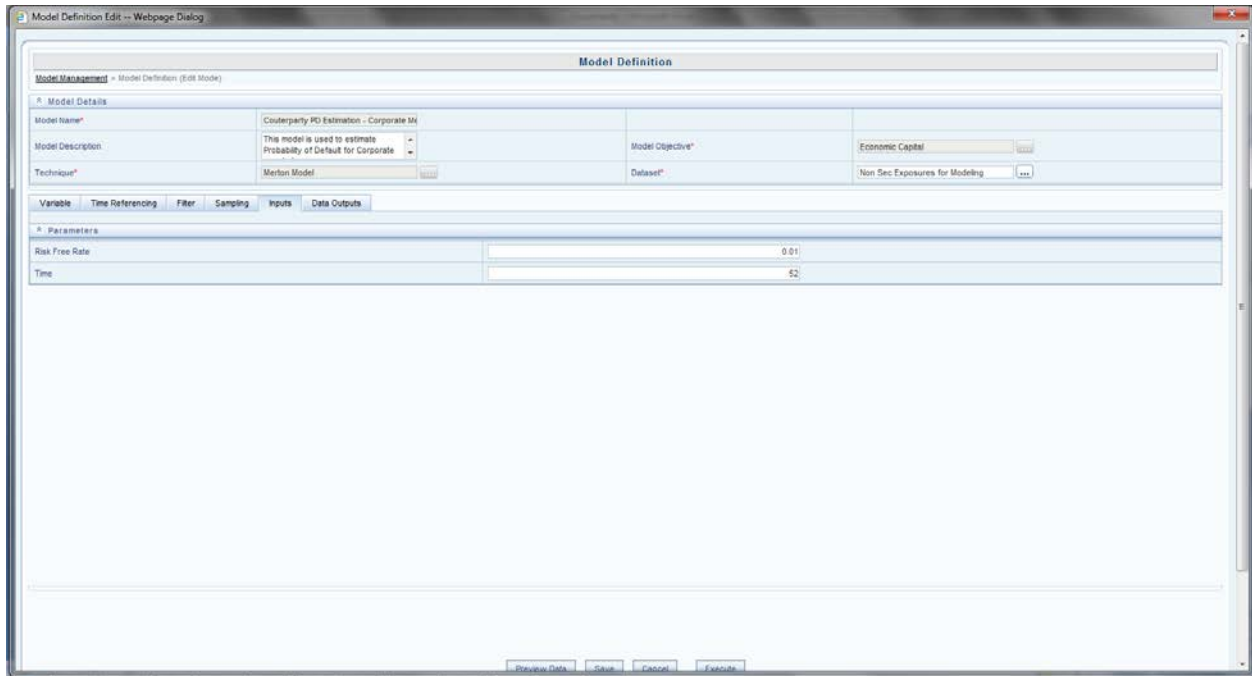 Model Definition Edit -- Webpage Dialog
Model Definition
Model Management » Model Definition (Edit Mode)
Model Details
Model Name*
Couterparty PD Estimation - Corporate Me
Model Description
This model is used to estimate
Probability of Default for Corporate
Model Objective*
Economic Capital
Technique*
Merton Model
...
Dataset*
Non Sec Exposures for Modeling
...
Variable Time Referencing Filter Sampling Inputs Data Outputs
Parameters
Risk Free Rate
0.01
Time
52
Preview Data Save Cancel Execute